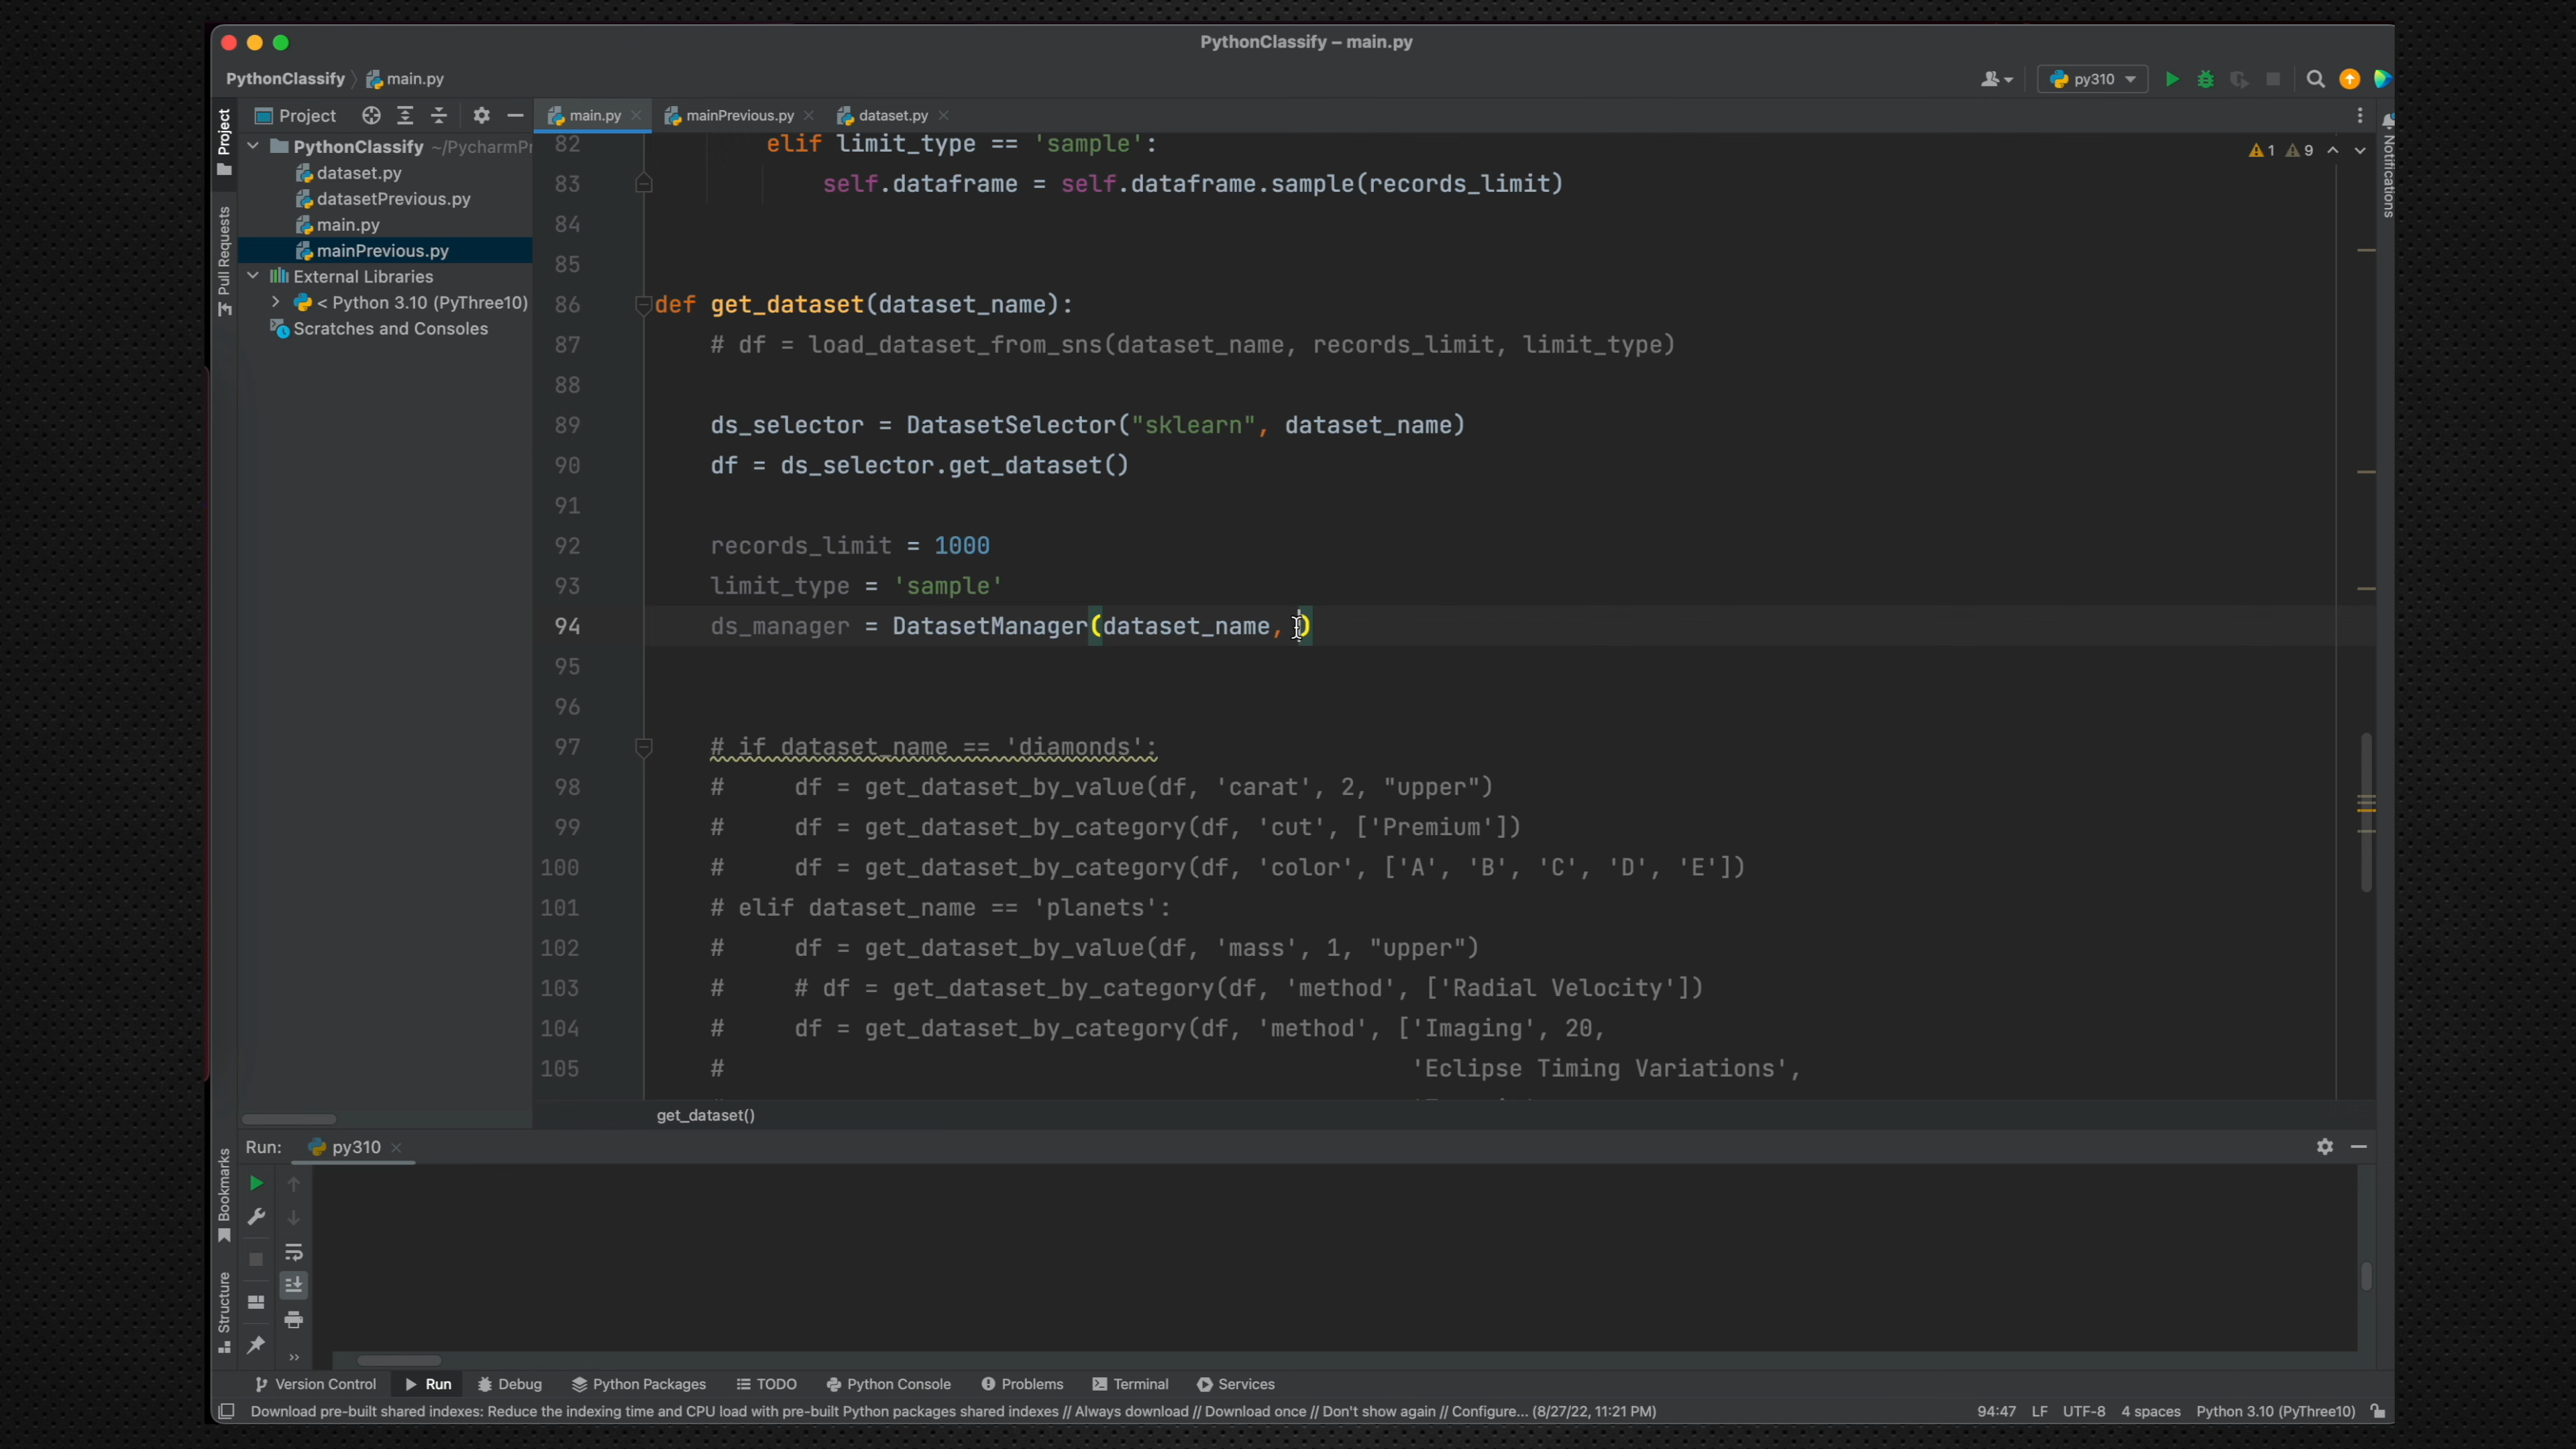 PythonClassify – main.py
PythonClassify
main.py
py310
Project
Project
main.py
mainPrevious.py
dataset.py
Notifications
PythonClassify ~/PycharmPr
dataset.py
datasetPrevious.py
main.py
mainPrevious.py
External Libraries
< Python 3.10 (PyThree10)
Scratches and Consoles
Pull Requests
1 9
82 elif limit_type == 'sample':
83 self.dataframe = self.dataframe.sample(records_limit)
84
85
86 def get_dataset(dataset_name):
87 # df = load_dataset_from_sns(dataset_name, records_limit, limit_type)
88
89 ds_selector = DatasetSelector("sklearn", dataset_name)
90 df = ds_selector.get_dataset()
91
92 records_limit = 1000
93 limit_type = 'sample'
94 ds_manager = DatasetManager(dataset_name, )
95
96
97 # if dataset_name == 'diamonds':
98 # df = get_dataset_by_value(df, 'carat', 2, "upper")
99 # df = get_dataset_by_category(df, 'cut', ['Premium'])
100 # df = get_dataset_by_category(df, 'color', ['A', 'B', 'C', 'D', 'E'])
101 # elif dataset_name == 'planets':
102 # df = get_dataset_by_value(df, 'mass', 1, "upper")
103 # # df = get_dataset_by_category(df, 'method', ['Radial Velocity'])
104 # df = get_dataset_by_category(df, 'method', ['Imaging', 20,
105 # 'Eclipse Timing Variations',
get_dataset()
Run: py310
Bookmarks
Structure
Version Control
Run
Debug
Python Packages
TODO
Python Console
Problems
Terminal
Services
Download pre-built shared indexes: Reduce the indexing time and CPU load with pre-built Python packages shared indexes // Always download // Download once // Don't show again // Configure... (8/27/22, 11:21 PM)
94:47 LF UTF-8 4 spaces Python 3.10 (PyThree10)